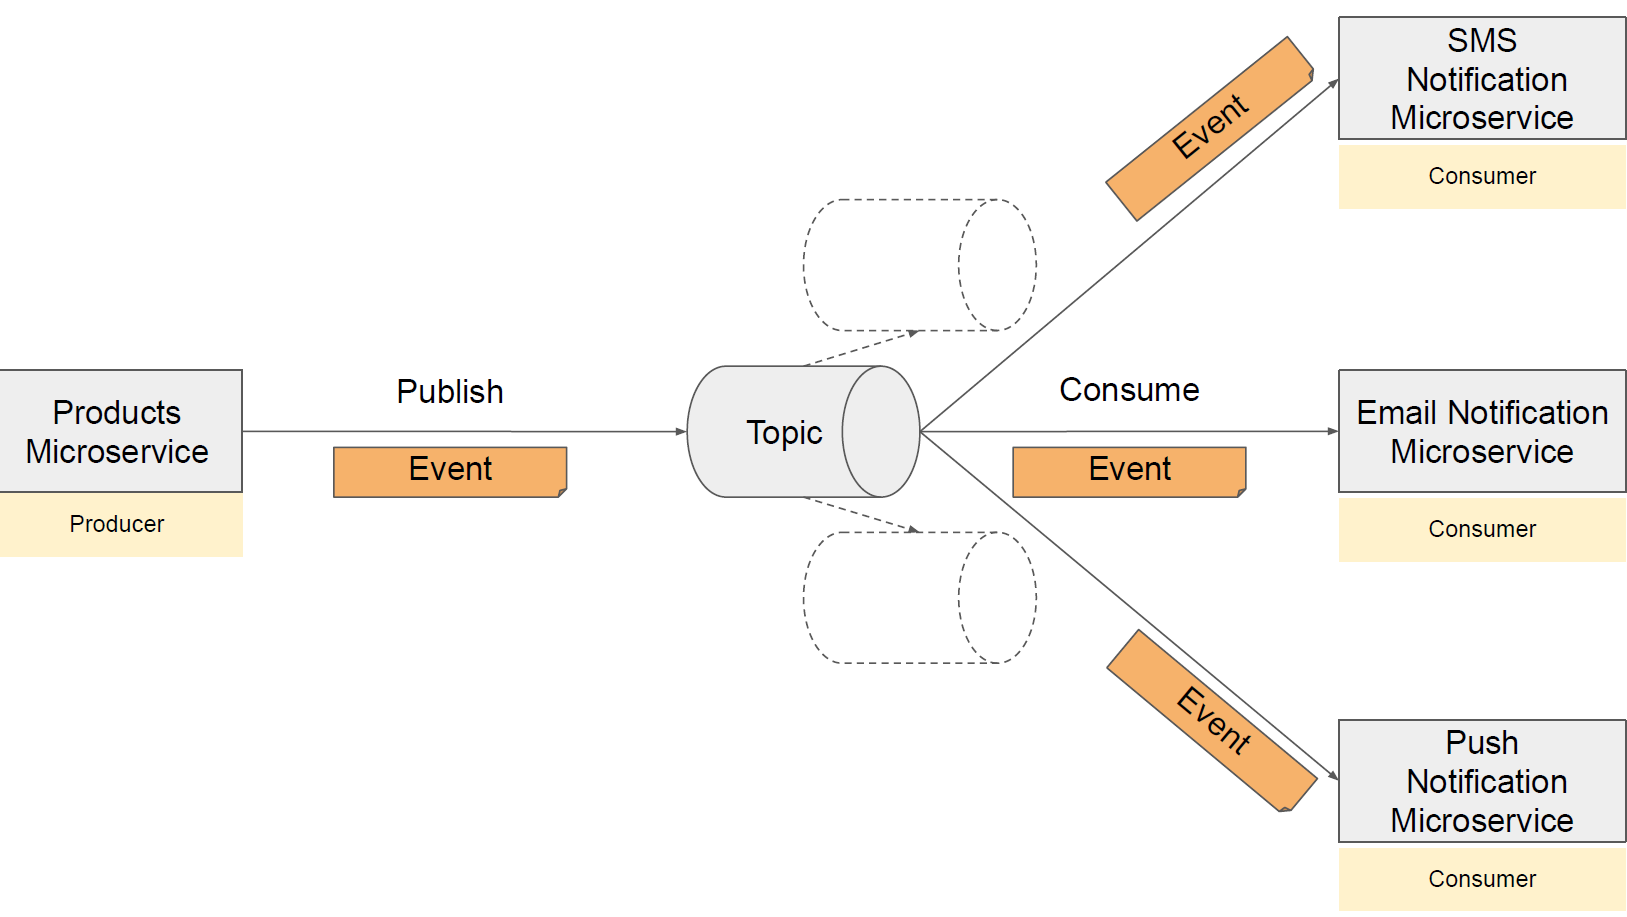 Products
Microservice
Producer
Publish
Event
Topic
Consume
Event
Event
Event
SMS
Notification
Microservice
Consumer
Email Notification
Microservice
Consumer
Push
Notification
Microservice
Consumer